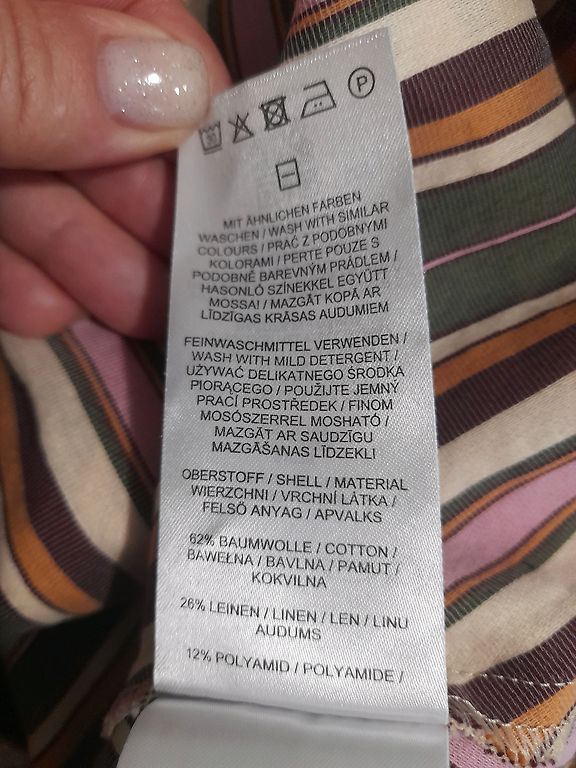 30
P
MIT ÄHNLICHEN FARBEN
WASCHEN / WASH WITH SIMILAR
COLOURS / PRAĆ Z PODOBNYMI
KOLORAMI / PERTE POUZE S
PODOBNĚ BAREVNÝM PRÁDLEM /
HASONLÓ SZÍNEKKEL EGYÜTT
MOSSA! / MAZGĀT KOPĀ AR
LĪDZĪGAS KRĀSAS AUDUMIEM
FEINWASCHMITTEL VERWENDEN /
WASH WITH MILD DETERGENT /
UŻYWAĆ DELIKATNEGO ŚRODKA
PIORĄCEGO / POUŽIJTE JEMNÝ
PRACÍ PROSTŘEDEK / FINOM
MOSÓSZERREL MOSHATÓ /
MAZGĀT AR SAUDZĪGU
MAZGĀŠANAS LĪDZEKLI
OBERSTOFF / SHELL / MATERIAL
WIERZCHNI / VRCHNÍ LÁTKA /
FELSŐ ANYAG / APVALKS
62% BAUMWOLLE / COTTON /
BAWEŁNA / BAVLNA / PAMUT /
KOKVILNA
26% LEINEN / LINEN / LEN / LINU
AUDUMS
12% POLYAMID / POLYAMIDE /